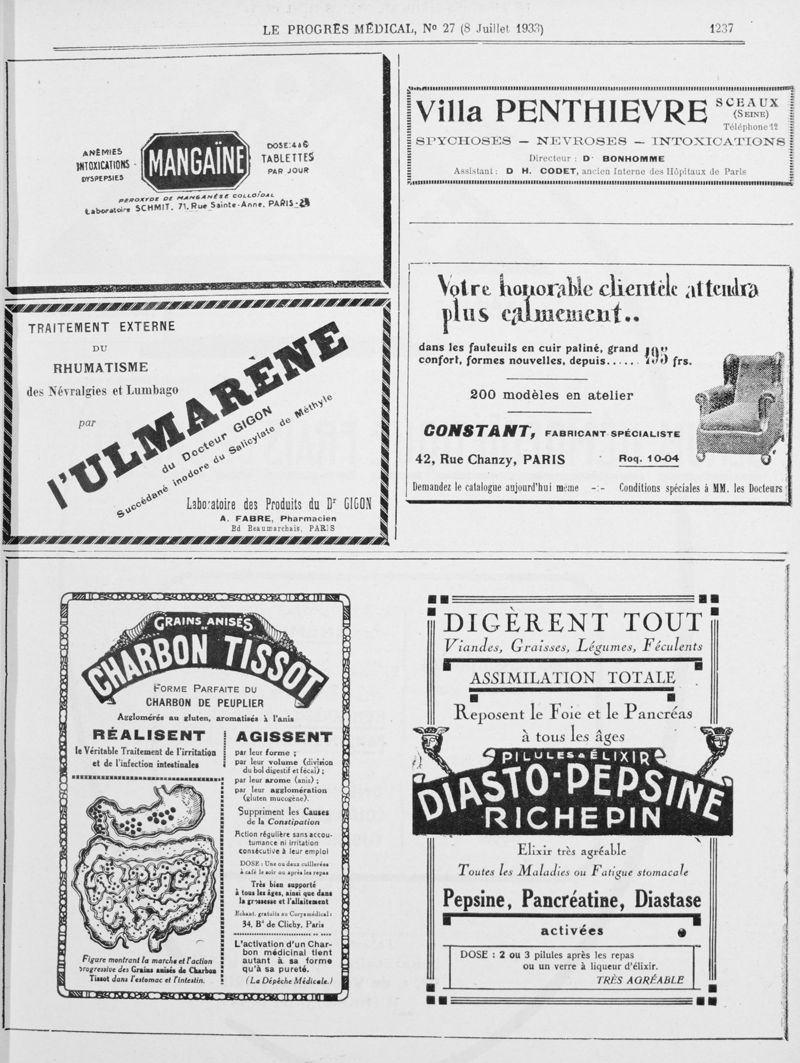 LE PROGRÈS MÉDICAL, No 27 (8 Juillet 1933)
1237
ANÊMIES
INTOXICATIONS
DYSPEPSIES
MANGAÏNE
DOSE: 4 à 6
TABLETTES
PAR JOUR
PEROXYDE DE MANGANÈSE COLLOÏDAL
Laboratoire SCHMIT, 71, Rue Sainte-Anne, PARIS-2e
TRAITEMENT EXTERNE
DU
RHUMATISME
des Névralgies et Lumbago
par
l'ULMARÈNE
du Docteur GIGON
Succédané inodore du Salicylate de Méthyle
Laboratoire des Produits du Dr GIGON
A. FABRE, Pharmacien
Bd Beaumarchais, PARIS
Villa PENTHIEVRE
SCEAUX
(SEINE)
Téléphone 12
SPYCHOSES — NEVROSES — INTOXICATIONS
Directeur : Dr BONHOMME
Assistant : D H. CODET, ancien Interne des Hôpitaux de Paris
Votre honorable clientèle attendra
plus calmement..
dans les fauteuils en cuir patiné, grand
confort, formes nouvelles, depuis...... 195 frs.
200 modèles en atelier
CONSTANT, FABRICANT SPÉCIALISTE
42, Rue Chanzy, PARIS Roq. 10-04
Demandez le catalogue aujourd'hui même -:- Conditions spéciales à MM. les Docteurs
GRAINS ANISÉS
DE
CHARBON TISSOT
FORME PARFAITE DU
CHARBON DE PEUPLIER
Agglomérés au gluten, aromatisés à l'anis
RÉALISENT
le Véritable Traitement de l'irritation
et de l'infection intestinales
Figure montrant la marche et l'action
progressive des Grains anisés de Charbon
Tissot dans l'estomac et l'intestin.
AGISSENT
par leur forme ;
par leur volume (division
du bol digestif et fécal) ;
par leur arome (anis) ;
par leur agglomération
(gluten mucogène).
Suppriment les Causes
de la Constipation
Action régulière sans accou-
tumance ni irritation
consécutive à leur emploi
DOSE : Une ou deux cuillerées
à café le soir ou après les repas
Très bien supporté
à tous les âges, ainsi que dans
la grossesse et l'allaitement
Échant. gratuits au Corps médical :
34, Bd de Clichy, Paris
L'activation d'un Char-
bon médicinal tient
autant à sa forme
qu'à sa pureté.
(La Dépêche Médicale.)
DIGÈRENT TOUT
Viandes, Graisses, Légumes, Féculents
ASSIMILATION TOTALE
Reposent le Foie et le Pancréas
à tous les âges
PILULES & ÉLIXIR
DIASTO-PEPSINE
RICHEPIN
Elixir très agréable
Toutes les Maladies ou Fatigue stomacale
Pepsine, Pancréatine, Diastase
activées
DOSE : 2 ou 3 pilules après les repas
ou un verre à liqueur d'élixir.
TRÈS AGRÉABLE